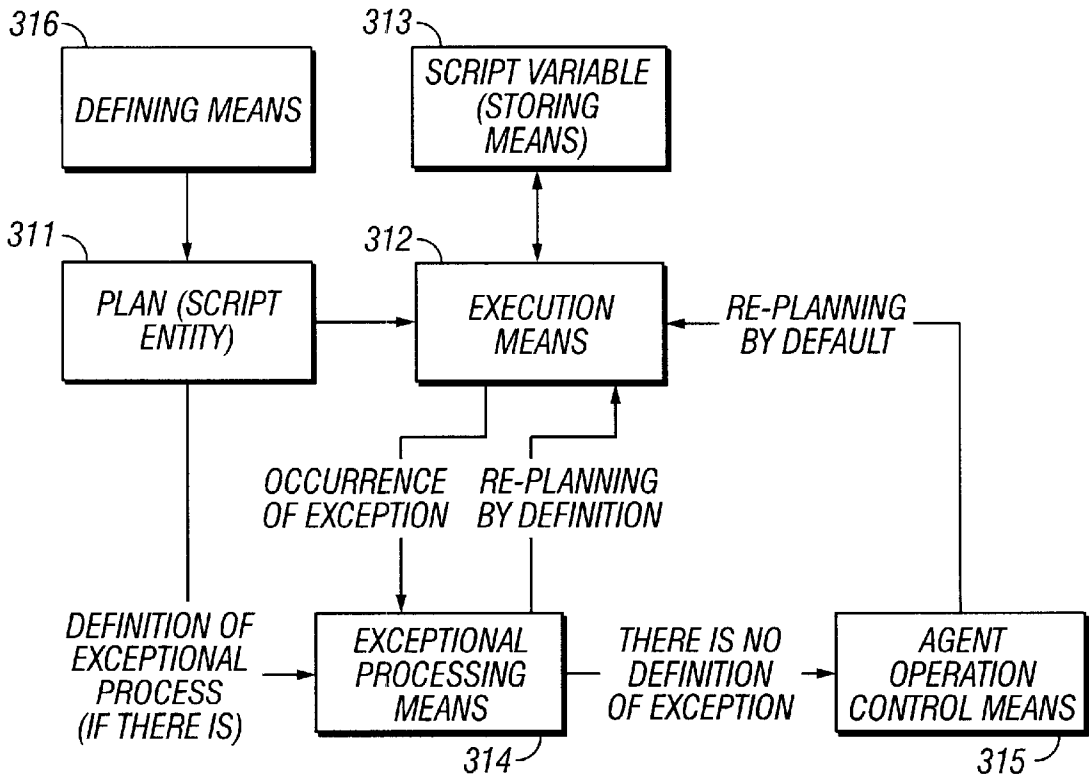 316
DEFINING MEANS
313
SCRIPT VARIABLE
(STORING
MEANS)
311
PLAN (SCRIPT
ENTITY)
312
EXECUTION
MEANS
RE-PLANNING
BY DEFAULT
OCCURRENCE
OF EXCEPTION
RE-PLANNING
BY DEFINITION
DEFINITION OF
EXCEPTIONAL
PROCESS
(IF THERE IS)
EXCEPTIONAL
PROCESSING
MEANS
314
THERE IS NO
DEFINITION
OF EXCEPTION
AGENT
OPERATION
CONTROL MEANS
315